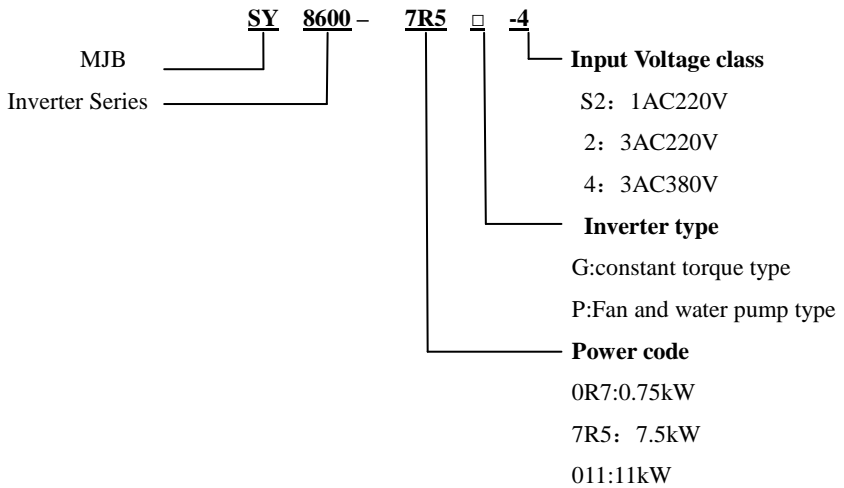 SY 8600－ 7R5 □ -4
MJB
Inverter Series
Input Voltage class
S2：1AC220V
2：3AC220V
4：3AC380V
Inverter type
G:constant torque type
P:Fan and water pump type
Power code
0R7:0.75kW
7R5：7.5kW
011:11kW